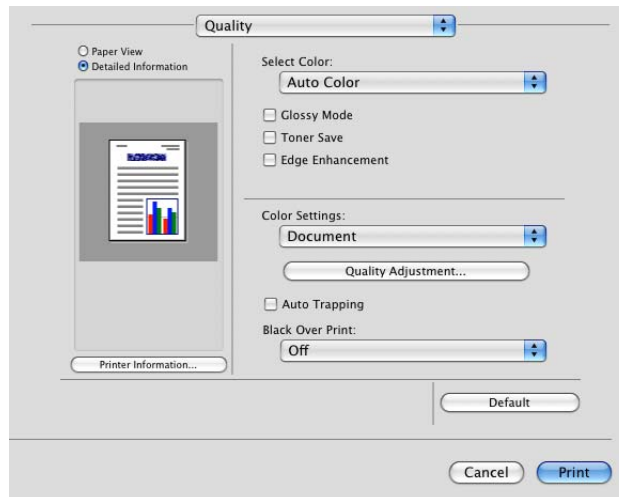 Quality
Paper View
Detailed Information
Printer Information...
Select Color:
Auto Color
Glossy Mode
Toner Save
Edge Enhancement
Color Settings:
Document
Quality Adjustment...
Auto Trapping
Black Over Print:
Off
Default
Cancel
Print